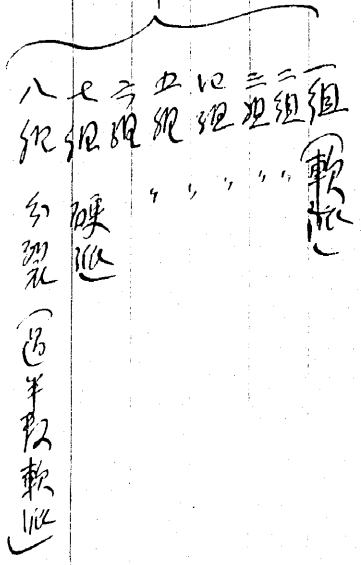 一組（軟派）
二組 〃
三組 〃
四組 〃
五組 〃
六組 〃
七組 硬派）
八組 分裂（過半数軟派）